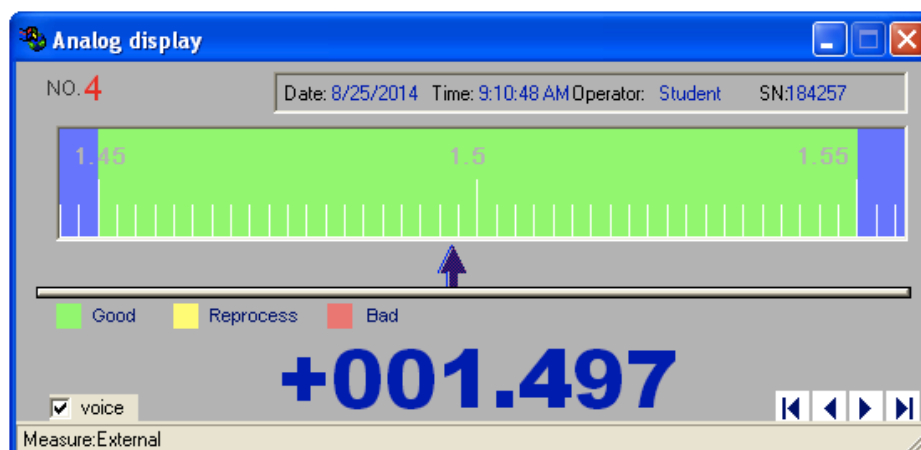 Analog display
NO.4 Date: 8/25/2014 Time: 9:10:48 AM Operator: Student SN:184257
1.45 1.5 1.55
Good Reprocess Bad
+001.497
voice
Measure:External